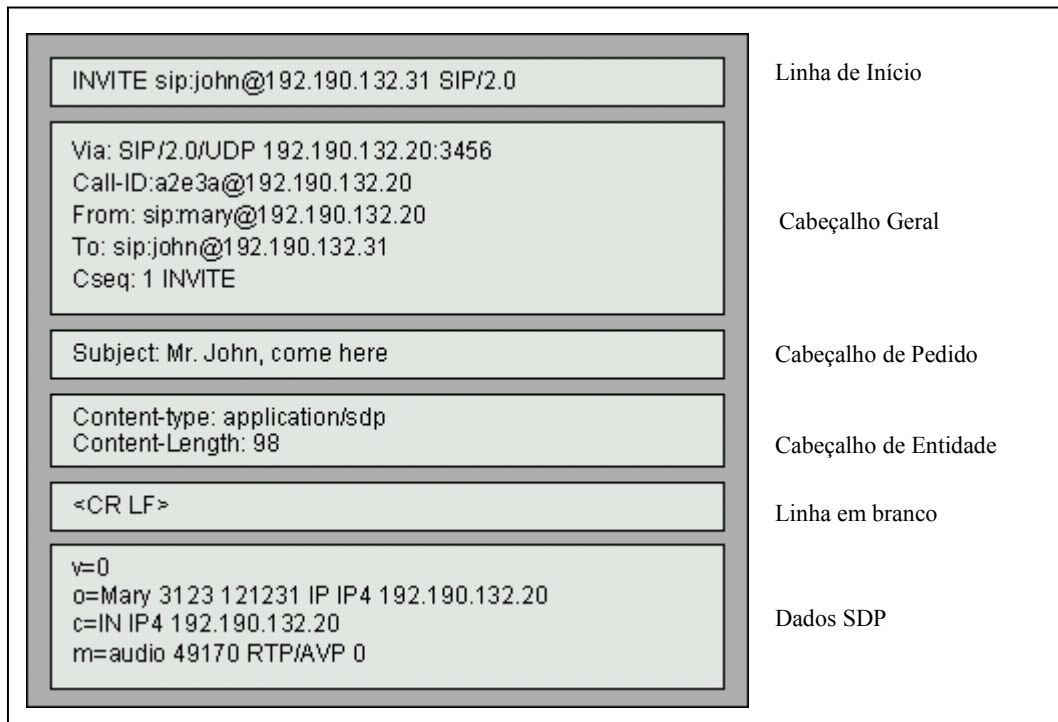 INVITE sip:john@192.190.132.31 SIP/2.0
Linha de Início
Via: SIP/2.0/UDP 192.190.132.20:3456
Call-ID:a2e3a@192.190.132.20
From: sip:mary@192.190.132.20
To: sip:john@192.190.132.31
Cseq: 1 INVITE
Cabeçalho Geral
Subject: Mr. John, come here
Cabeçalho de Pedido
Content-type: application/sdp
Content-Length: 98
Cabeçalho de Entidade
<CR LF>
Linha em branco
v=0
o=Mary 3123 121231 IP IP4 192.190.132.20
c=IN IP4 192.190.132.20
m=audio 49170 RTP/AVP 0
Dados SDP